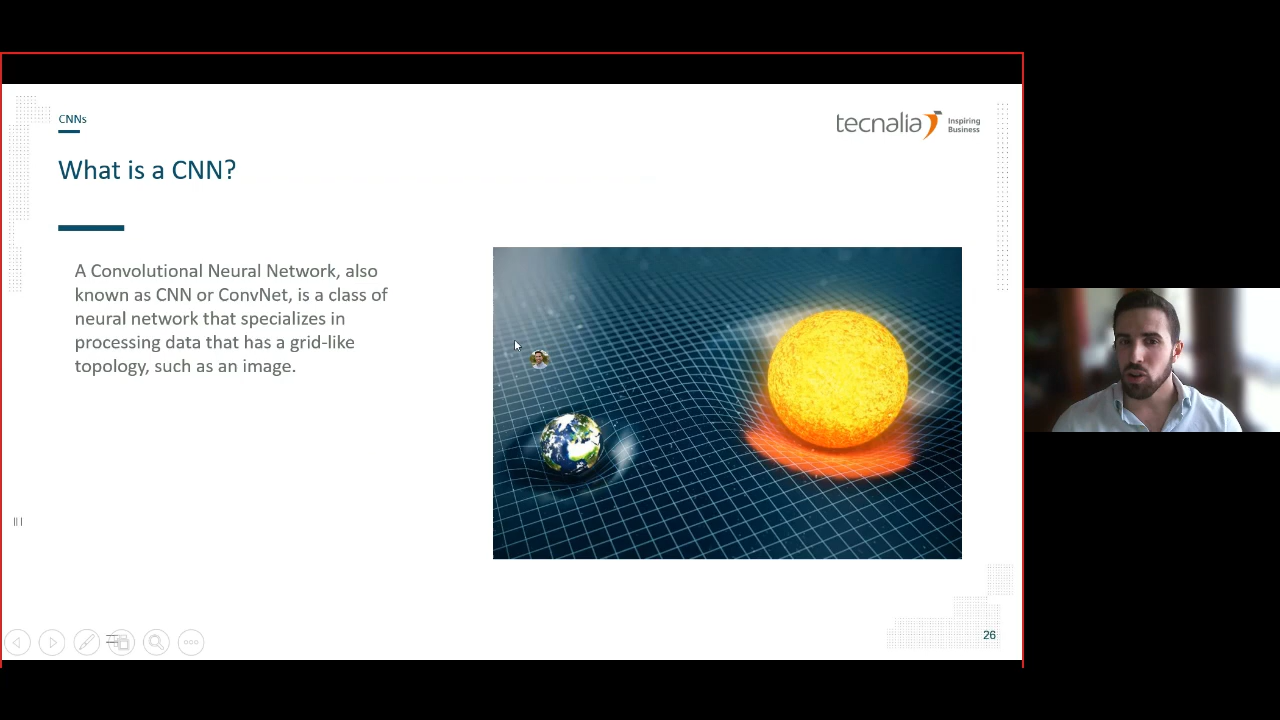 CNNs
tecnalia Inspiring
Business
What is a CNN?
A Convolutional Neural Network, also
known as CNN or ConvNet, is a class of
neural network that specializes in
processing data that has a grid-like
topology, such as an image.
26